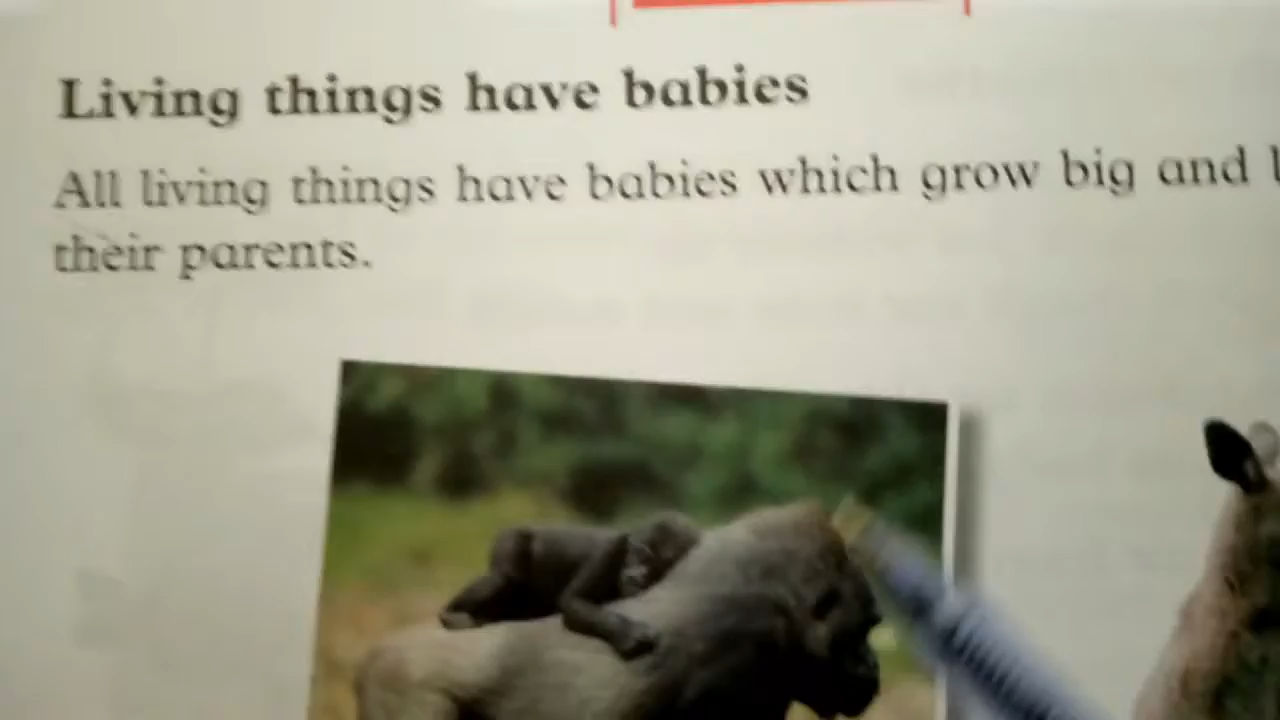 Living things have babies
All living things have babies which grow big and
their parents.